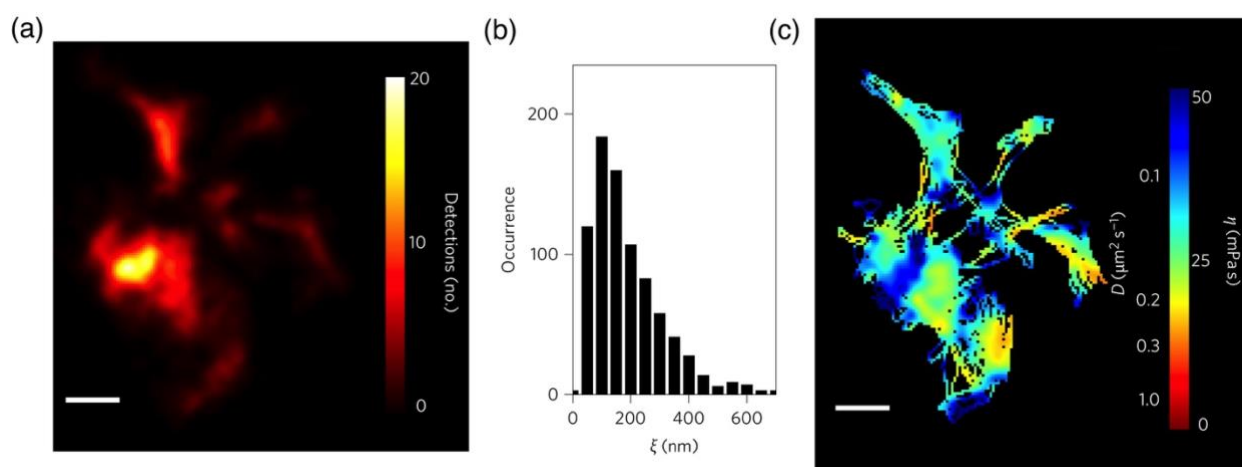 (a)
20
10
0
Detections (no.)
(b)
200
100
0
Occurrence
0
200
400
600
ξ (nm)
(c)
0.1
0.2
0.3
1.0
D (μm² s⁻¹)
50
25
0
η (mPas)